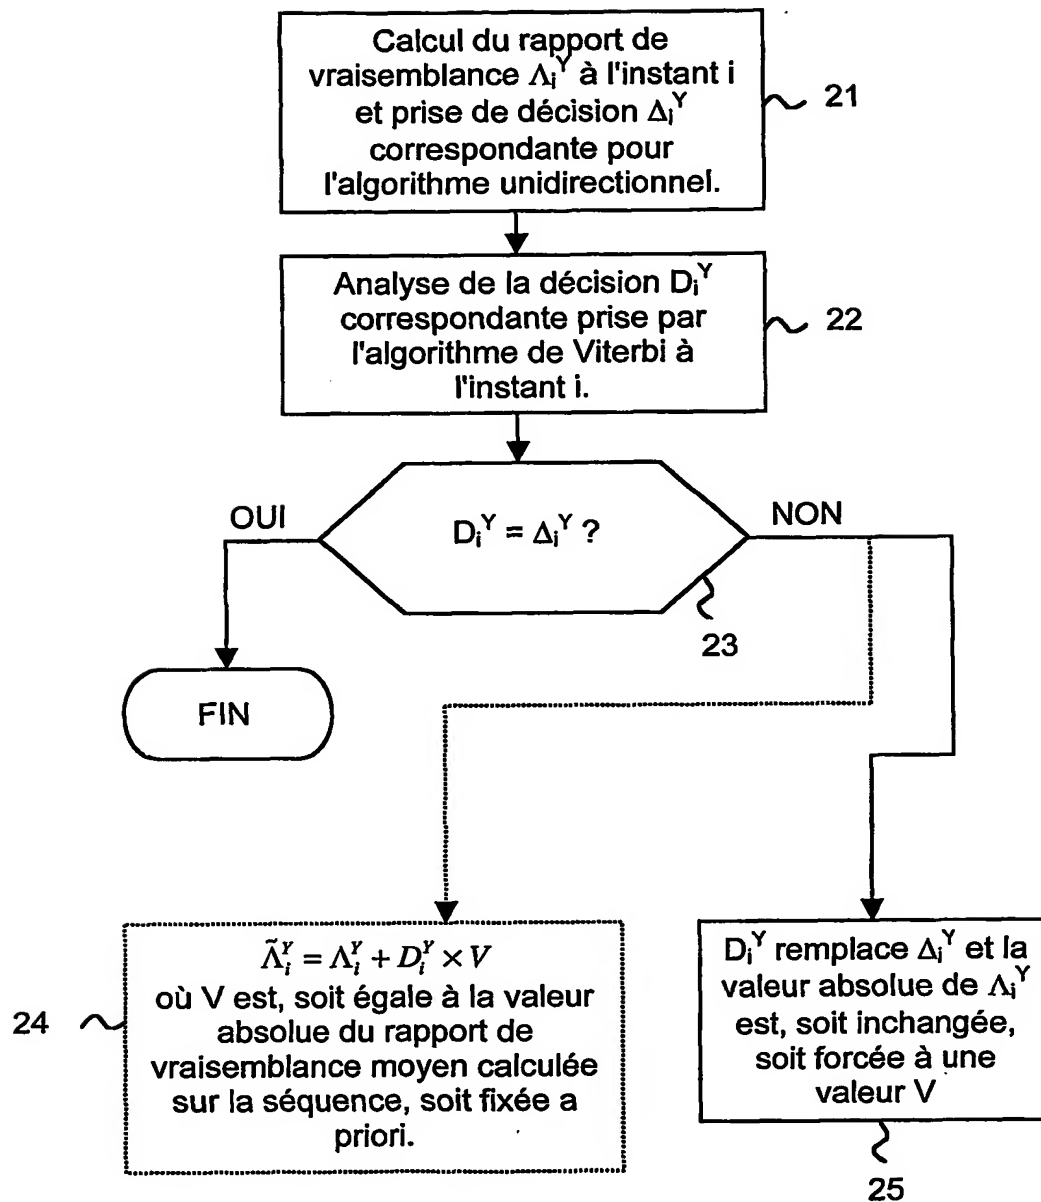 Calcul du rapport de
vraisemblance Λᵢʸ à l'instant i
et prise de décision Δᵢʸ
correspondante pour
l'algorithme unidirectionnel.
21
Analyse de la décision Dᵢʸ
correspondante prise par
l'algorithme de Viterbi à
l'instant i.
22
OUI
Dᵢʸ = Δᵢʸ ?
NON
23
FIN
Λ̃ᵢʸ = Λᵢʸ + Dᵢʸ × V
où V est, soit égale à la valeur
absolue du rapport de
vraisemblance moyen calculée
sur la séquence, soit fixée a
priori.
24
Dᵢʸ remplace Δᵢʸ et la
valeur absolue de Λᵢʸ
est, soit inchangée,
soit forcée à une
valeur V
25